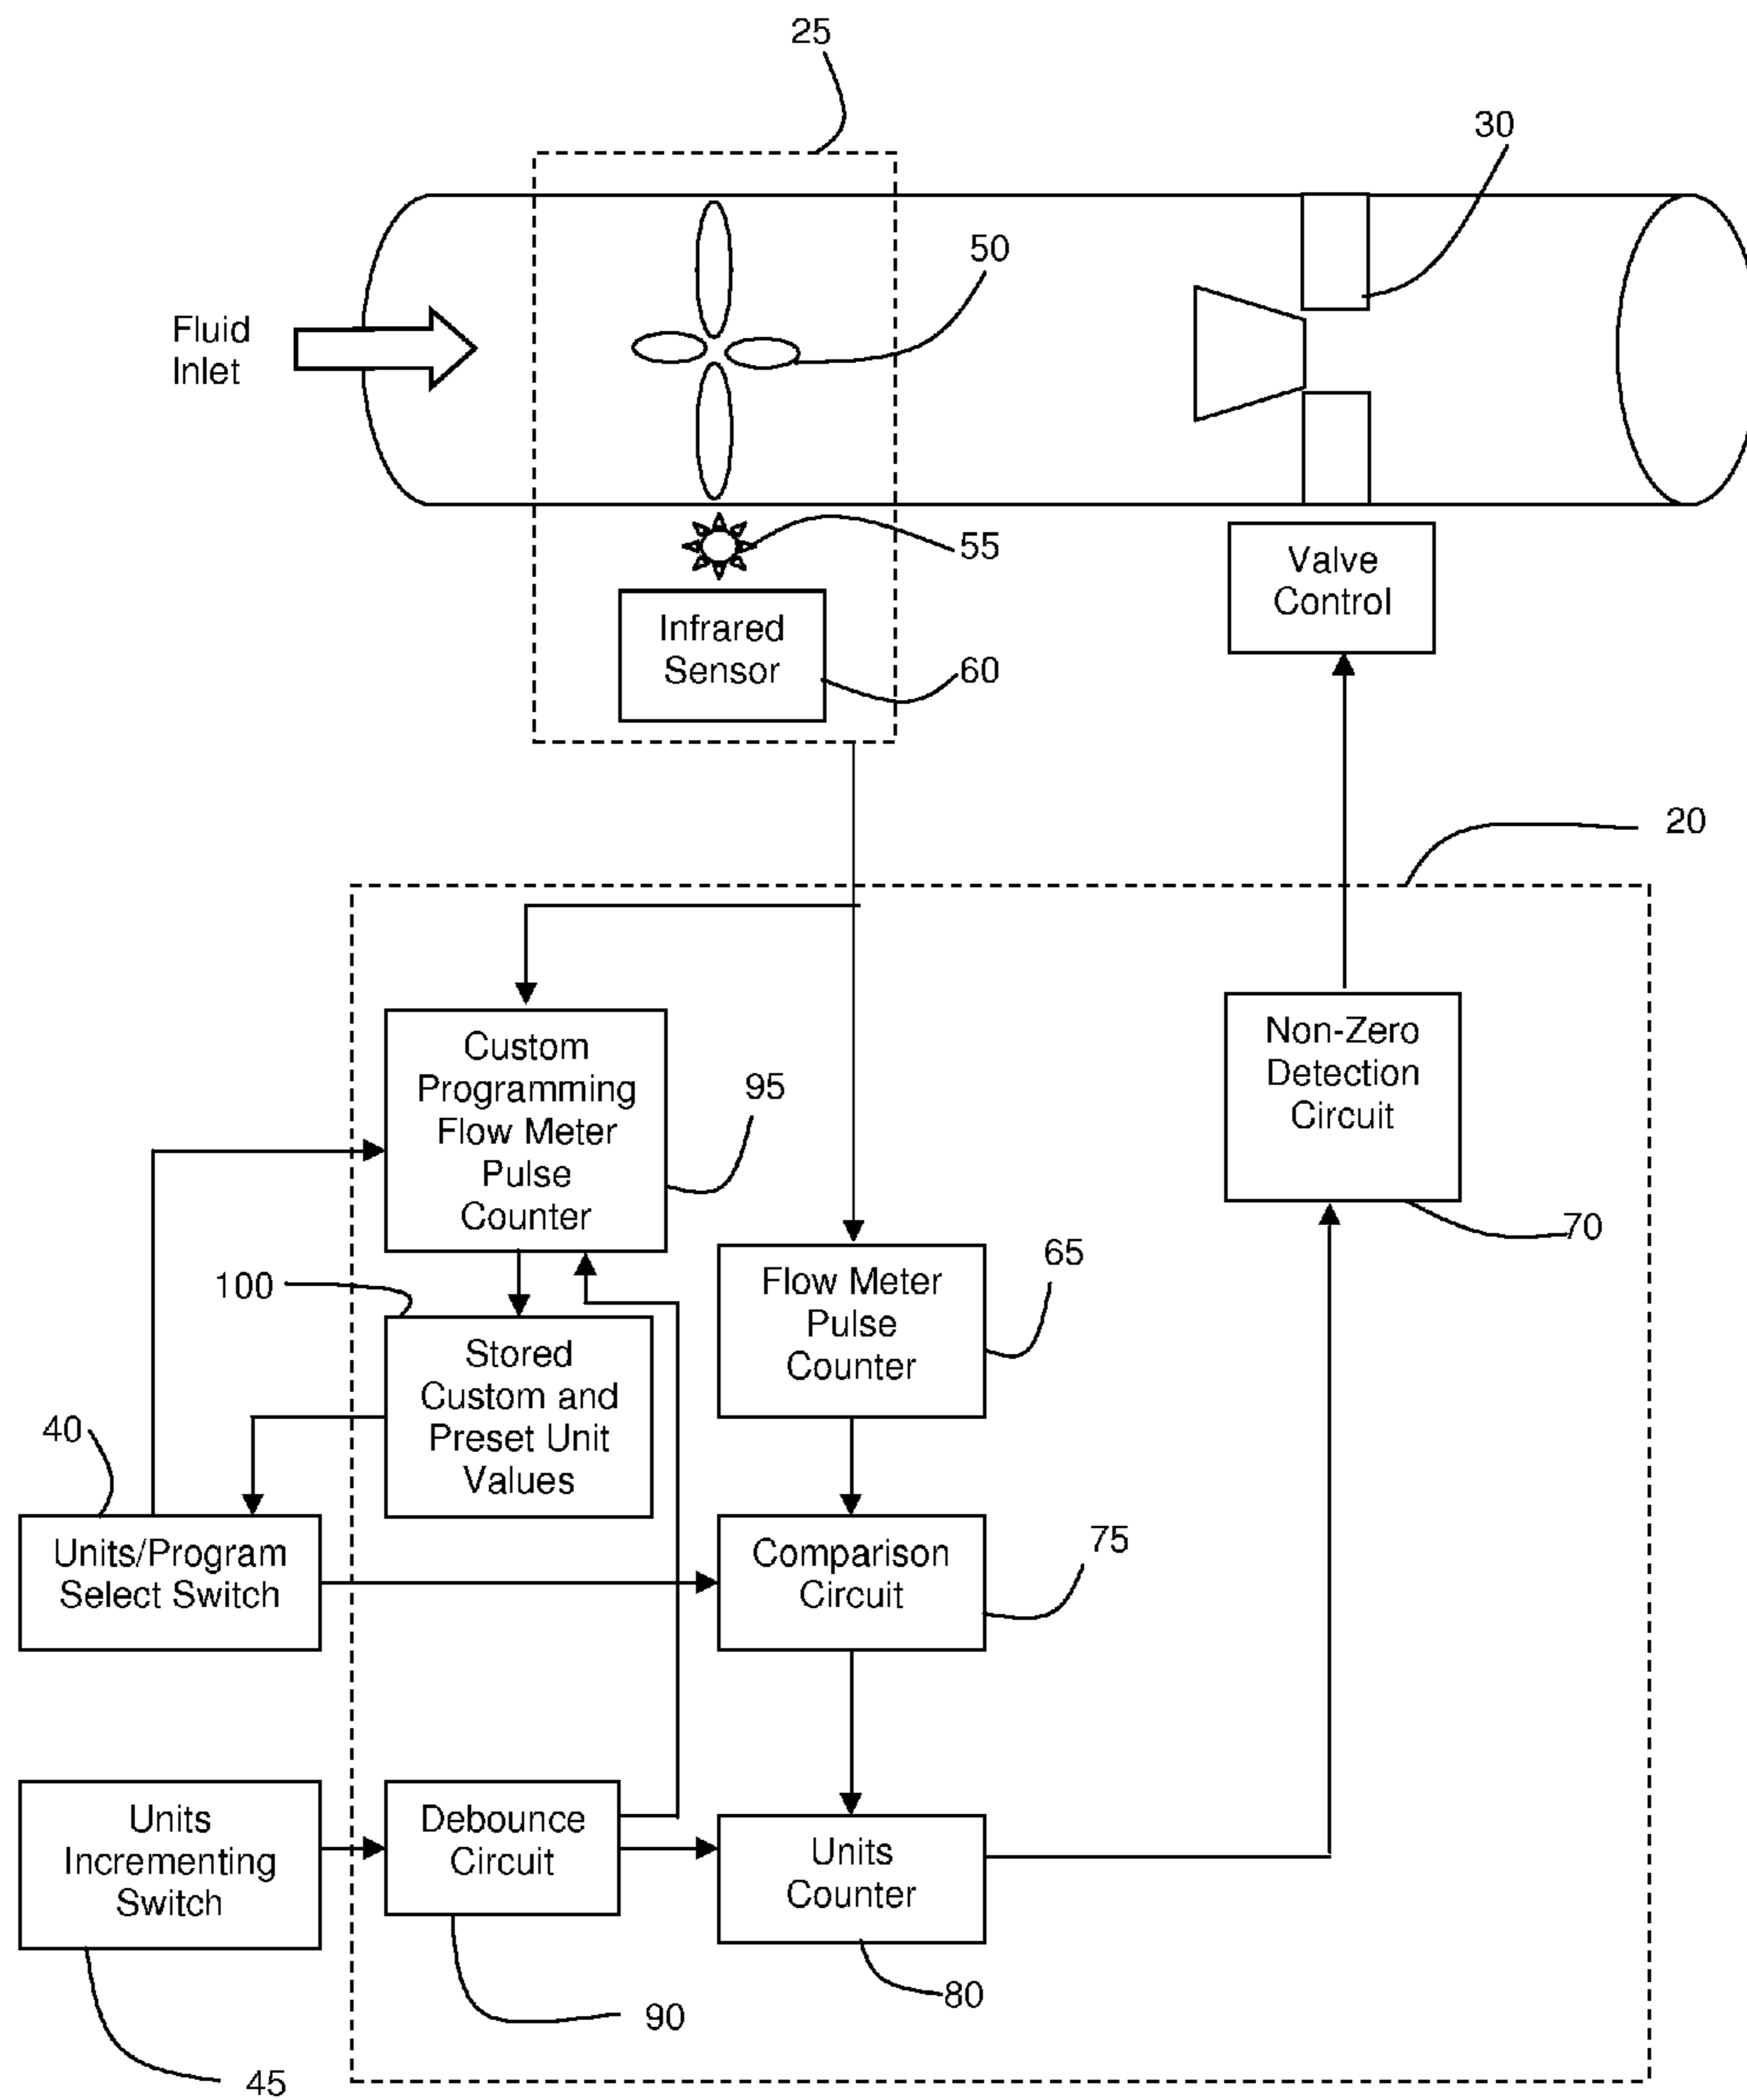 25
30
50
Fluid
Inlet
55
Valve
Control
Infrared
Sensor
60
20
Custom
Programming
Flow Meter
Pulse
Counter
95
Non-Zero
Detection
Circuit
70
100
Flow Meter
Pulse
Counter
65
Stored
Custom and
Preset Unit
Values
40
Units/Program
Select Switch
Comparison
Circuit
75
Units
Incrementing
Switch
Debounce
Circuit
Units
Counter
80
90
45